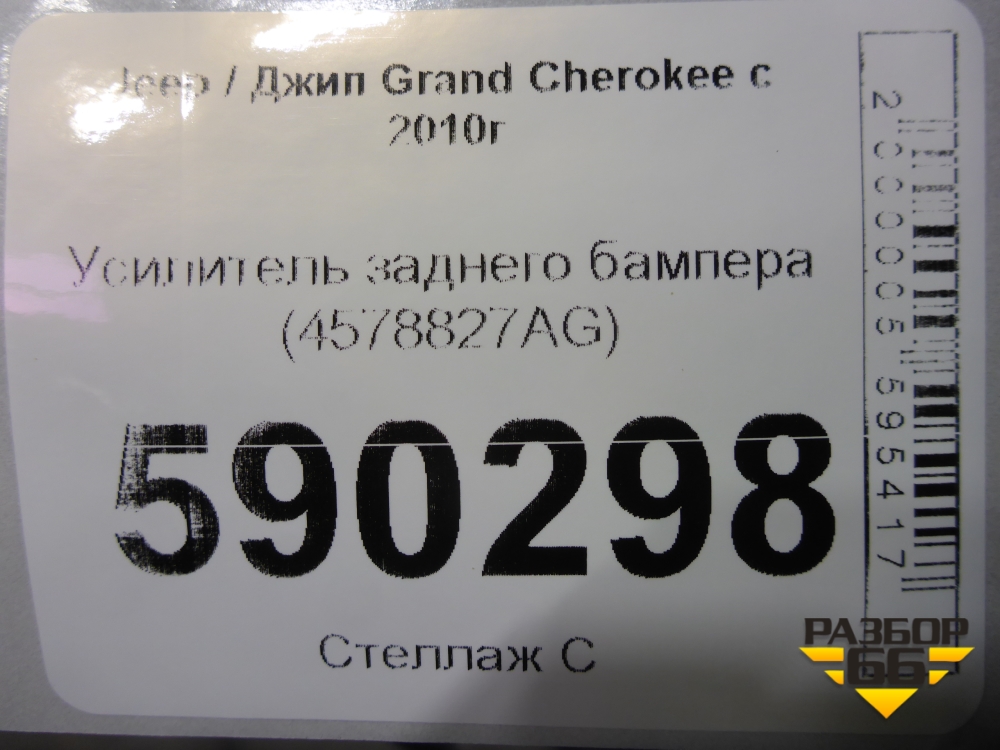 Jeep / Джип Grand Cherokee с
2010г
Усилитель заднего бампера
(4578827AG)
590298
Стеллаж С
2000005595417
РАЗБОР
66